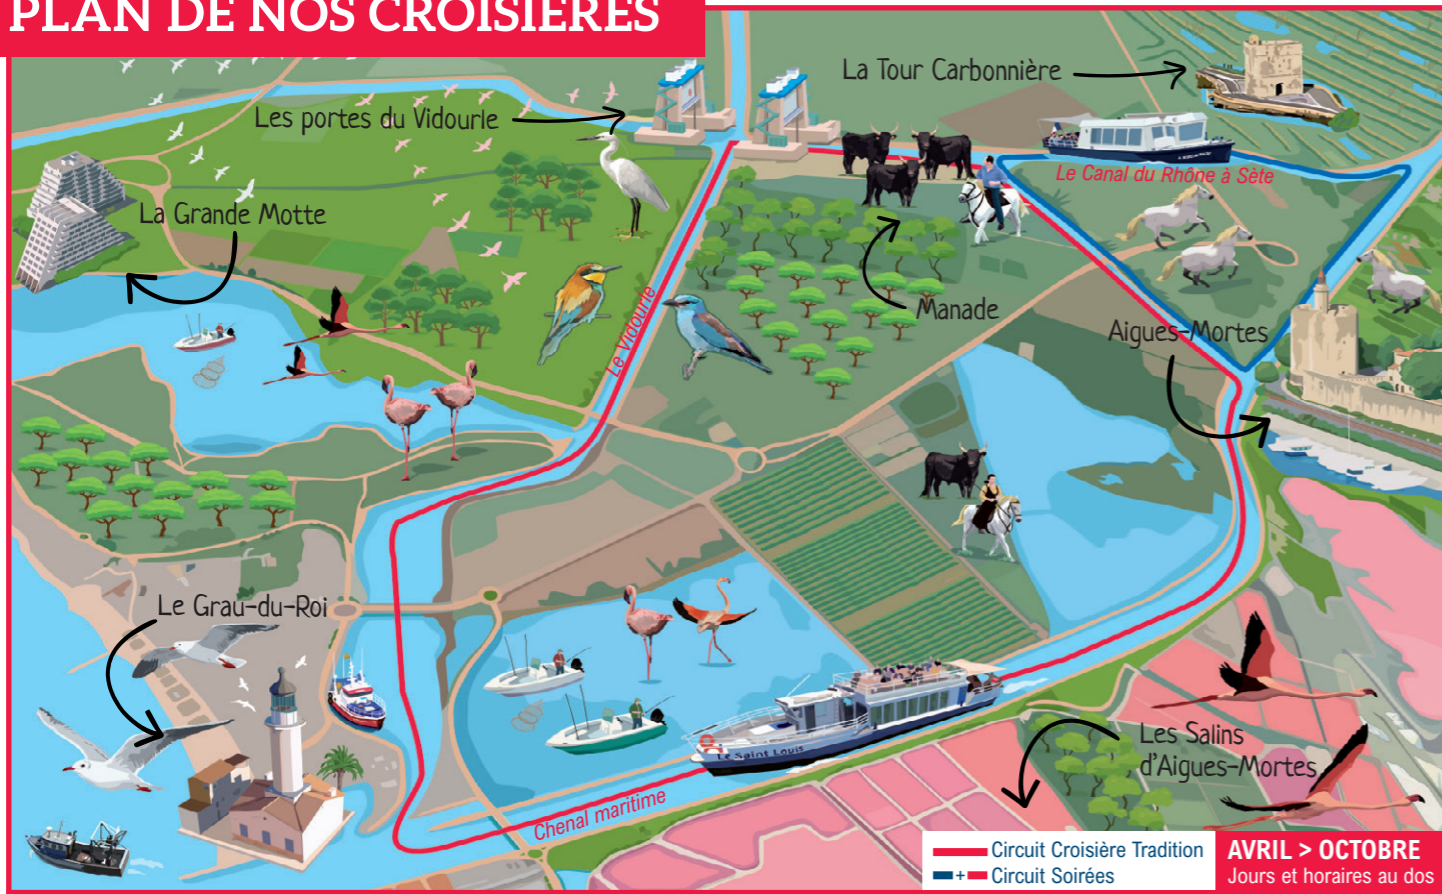 PLAN DE NOS CROISIÈRES
La Tour Carbonnière
Les portes du Vidourle
Le Canal du Rhône à Sète
La Grande Motte
Manade
Le Vidourle
Aigues-Mortes
Le Grau-du-Roi
Le Saint Louis
Les Salins
d'Aigues-Mortes
Chenal maritime
Circuit Croisière Tradition
+ Circuit Soirées
AVRIL > OCTOBRE
Jours et horaires au dos